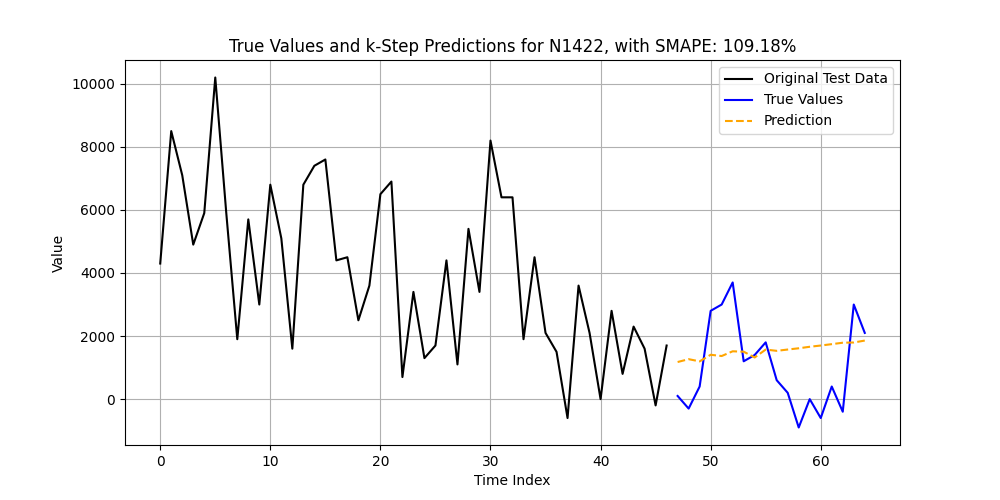 True Values and k-Step Predictions for N1422, with SMAPE: 109.18%
Original Test Data
True Values
Prediction
10000
8000
6000
4000
2000
0
Value
0 10 20 30 40 50 60
Time Index